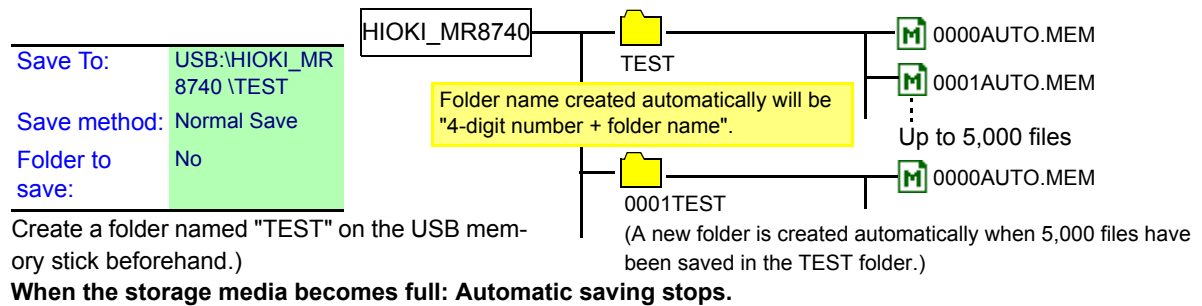 Save To: USB:\HIOKI_MR
8740 \TEST
Save method: Normal Save
Folder to No
save:
Create a folder named "TEST" on the USB mem-
ory stick beforehand.)
HIOKI_MR8740
TEST
M 0000AUTO.MEM
M 0001AUTO.MEM
Up to 5,000 files
Folder name created automatically will be
"4-digit number + folder name".
0001TEST
M 0000AUTO.MEM
(A new folder is created automatically when 5,000 files have
been saved in the TEST folder.)
When the storage media becomes full: Automatic saving stops.